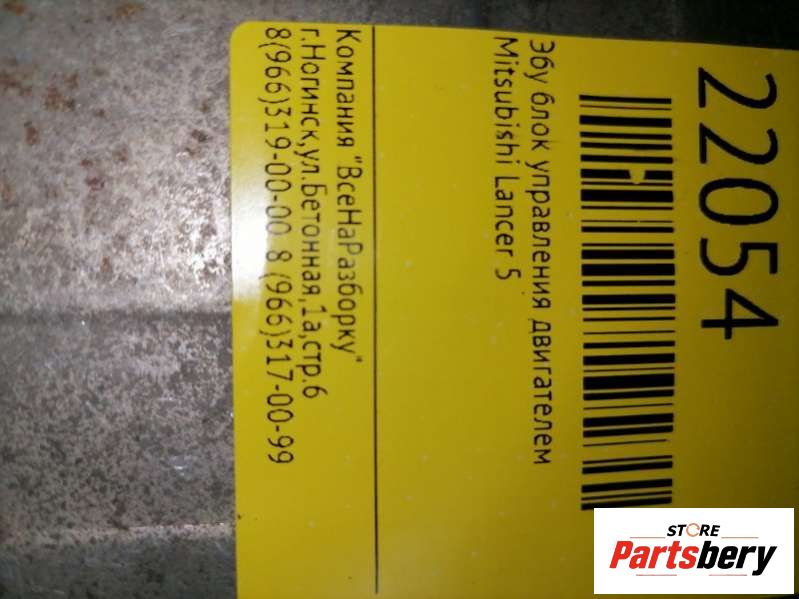 22054
Эбу блок управления двигателем
Mitsubishi Lancer 5
Компания "ВсеНаРазборку"
г.Ногинск,ул.Бетонная,1а,стр.6
8(966)319-00-00 8 (966)317-00-99
STORE
Partsbery